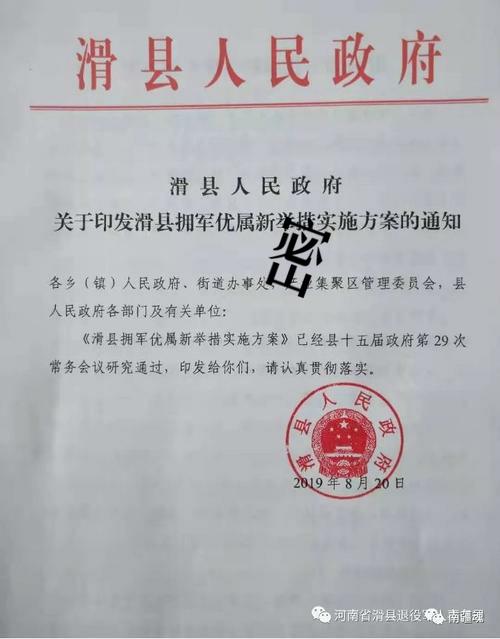 滑县人民政府
滑县人民政府
关于印发滑县拥军优属新举措实施方案的通知
密
各乡（镇）人民政府、街道办事处、产业集聚区管理委员会，县
人民政府各部门及有关单位：
《滑县拥军优属新举措实施方案》已经县十五届政府第29次
常务会议研究通过，印发给你们，请认真贯彻落实。
滑县人民政府
2019年8月20日
河南省滑县退役军人
南疆魂